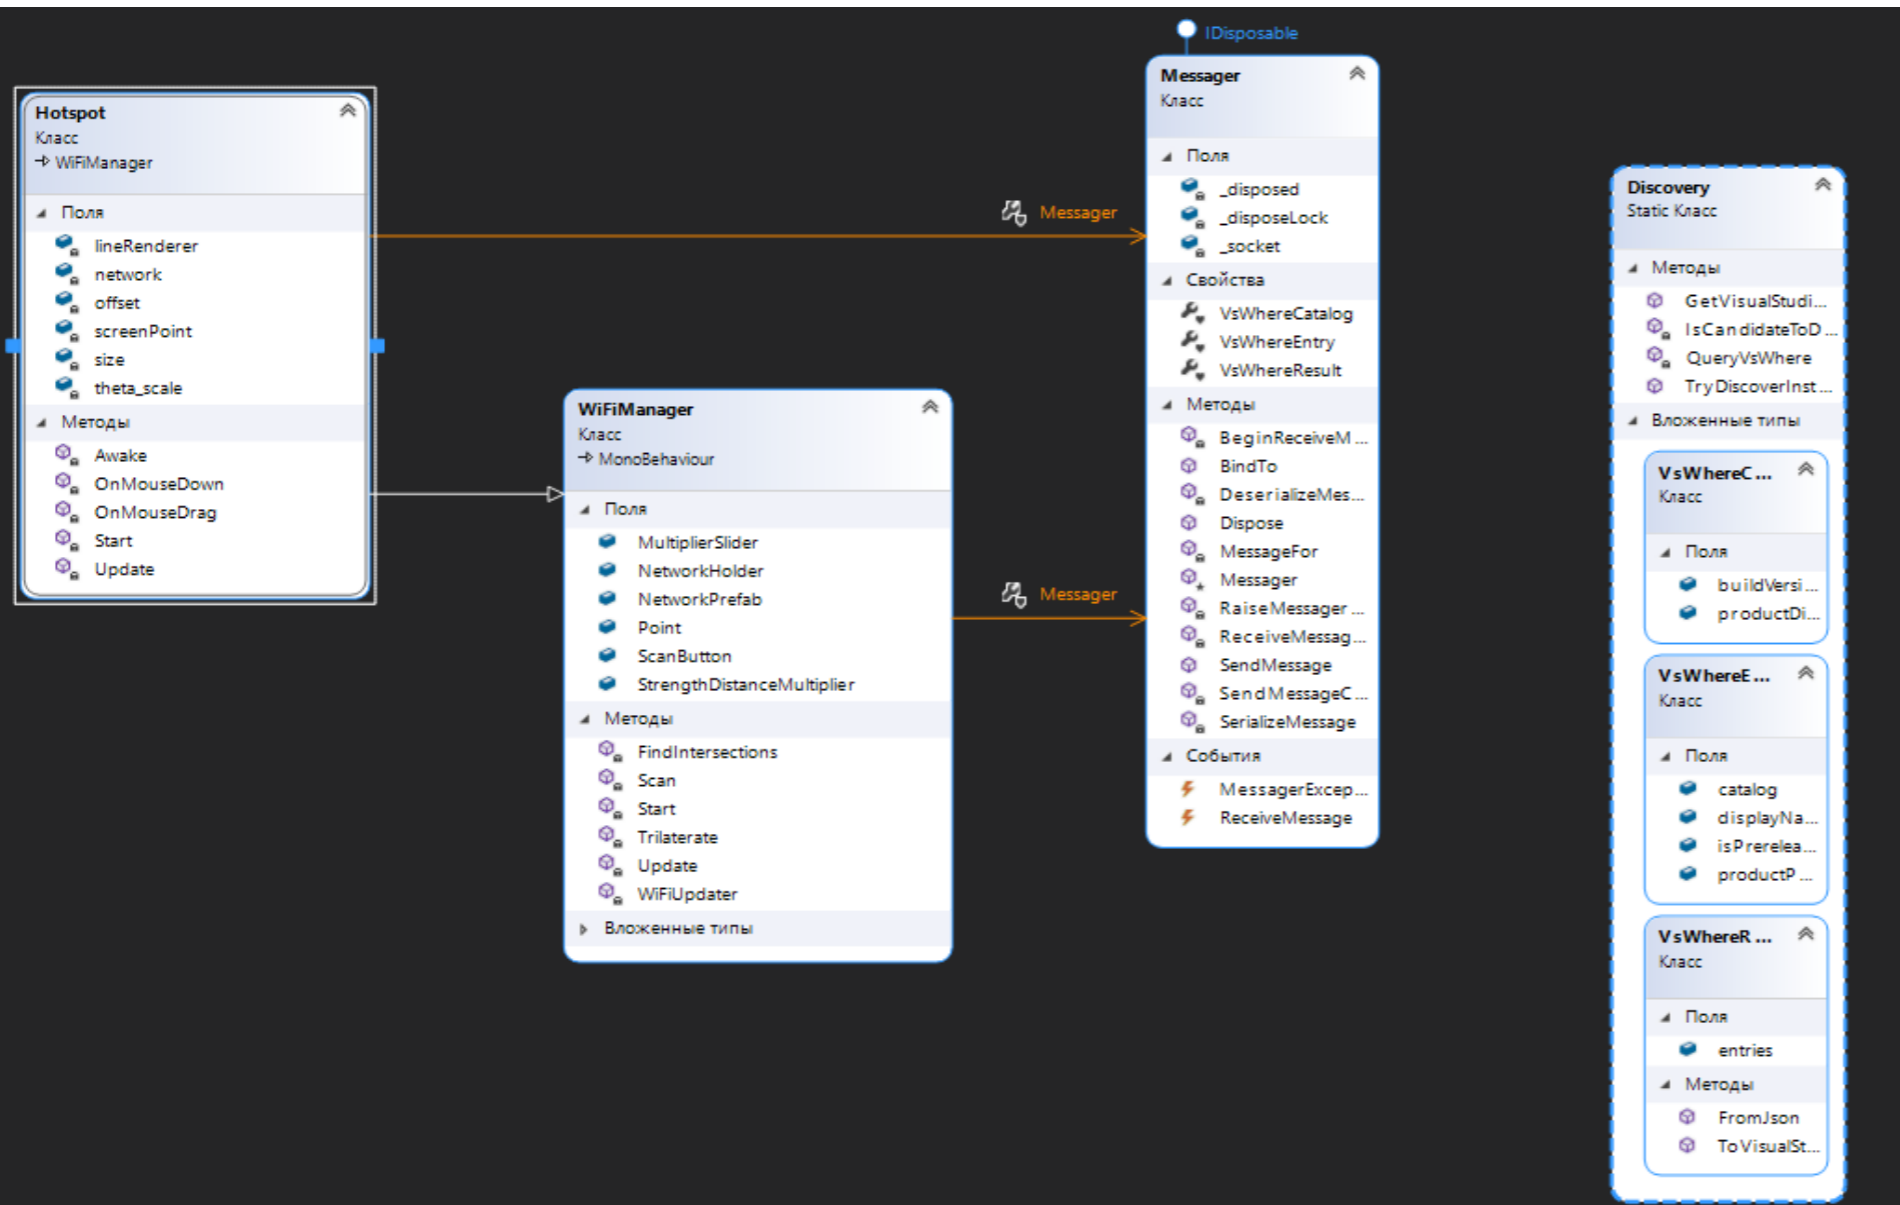 Hotspot
Класс
WiFiManager
Поля
lineRenderer
network
offset
screenPoint
size
theta_scale
Методы
Awake
OnMouseDown
OnMouseDrag
Start
Update
WiFiManager
Класс
MonoBehaviour
Поля
MultiplierSlider
NetworkHolder
NetworkPrefab
Point
ScanButton
StrengthDistanceMultiplier
Методы
FindIntersections
Scan
Start
Trilaterate
Update
WiFiUpdater
Вложенные типы
Messager
Messager
IDisposable
Messager
Класс
Поля
_disposed
_disposeLock
_socket
Свойства
VsWhereCatalog
VsWhereEntry
VsWhereResult
Методы
BeginReceiveM...
BindTo
DeserializeMes...
Dispose
MessageFor
Messager
RaiseMessager...
ReceiveMessag...
SendMessage
SendMessageC...
SerializeMessage
События
MessagerExcep...
ReceiveMessage
Discovery
Static Класс
Методы
GetVisualStudi...
IsCandidateToD...
QueryVsWhere
TryDiscoverInst...
Вложенные типы
VsWhereC...
Класс
Поля
buildVersi...
productDi...
VsWhereE...
Класс
Поля
catalog
displayNa...
isPrerelea...
productP...
VsWhereR...
Класс
Поля
entries
Методы
FromJson
ToVisualSt...